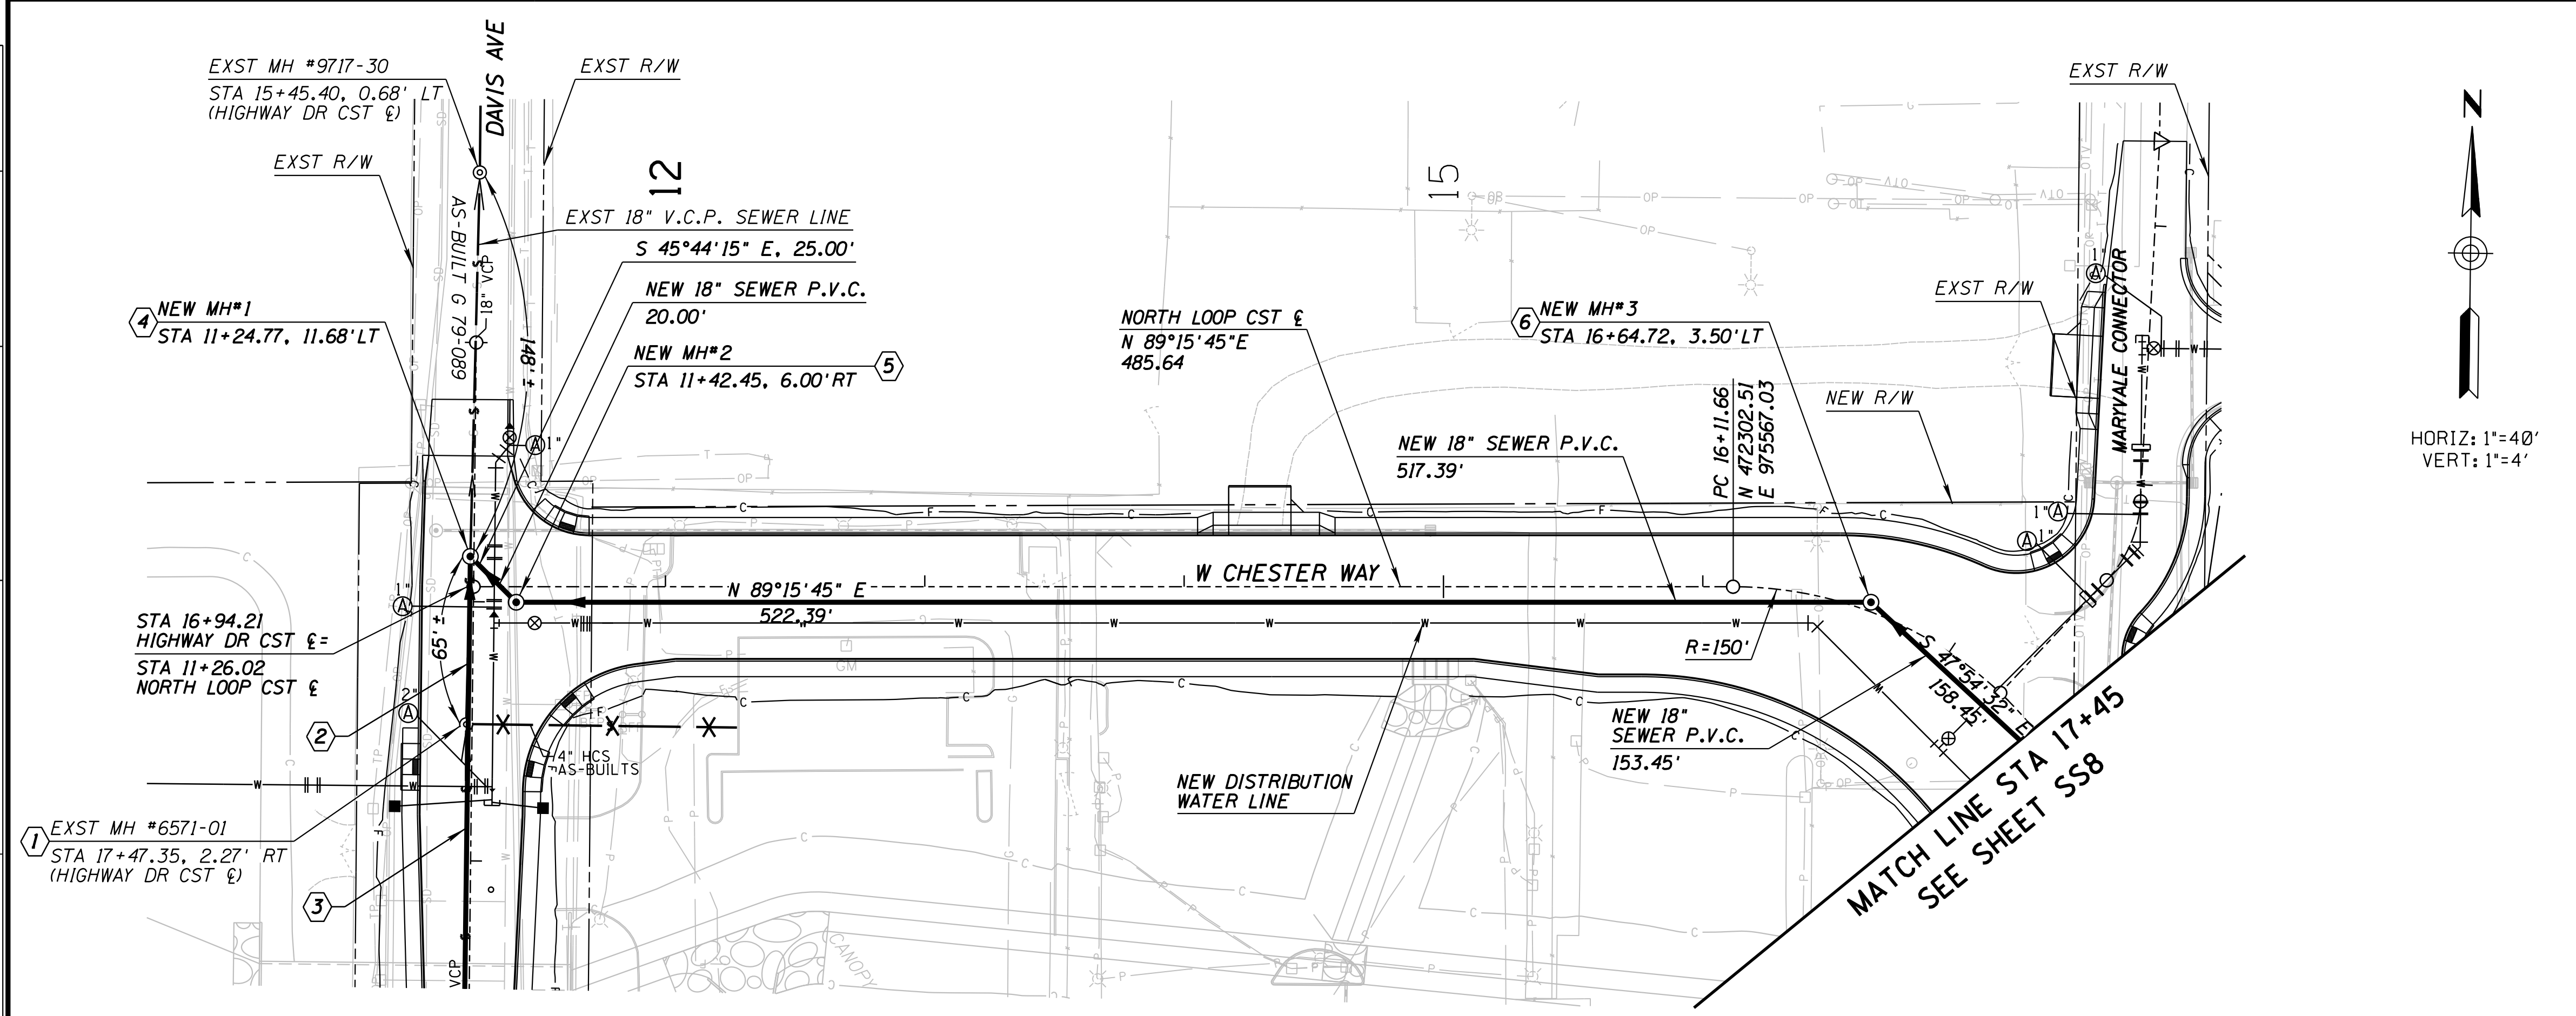 DAVIS AVE
EXST MH #9717-30
STA 15+45.40, 0.68' LT
(HIGHWAY DR CST ℄)
EXST R/W
EXST R/W
EXST R/W
12
15
EXST 18" V.C.P. SEWER LINE
S 45°44'15" E, 25.00'
NEW 18" SEWER P.V.C.
20.00'
NEW MH#2
STA 11+42.45, 6.00'RT
5
AS-BUILT G 79-089
18" VCP
148' ±
4
NEW MH#1
STA 11+24.77, 11.68'LT
NORTH LOOP CST ℄
N 89°15'45"E
485.64
6
NEW MH#3
STA 16+64.72, 3.50'LT
EXST R/W
NEW R/W
MARYVALE CONNECTOR
N
HORIZ: 1"=40'
VERT: 1"=4'
PC 16+11.66
N 472302.51
E 975567.03
NEW 18" SEWER P.V.C.
517.39'
A 1"
1" A
1" A
A 1"
1"
A
W CHESTER WAY
N 89°15'45" E
522.39'
R=150'
STA 16+94.21
HIGHWAY DR CST ℄=
STA 11+26.02
NORTH LOOP CST ℄
65' ±
2"
A
2
GM
4" HCS
AS-BUILTS
S 47°54'32" E
158.45'
NEW 18"
SEWER P.V.C.
153.45'
NEW DISTRIBUTION
WATER LINE
1
EXST MH #6571-01
STA 17+47.35, 2.27' RT
(HIGHWAY DR CST ℄)
3
VCP
CANOPY
MATCH LINE STA 17+45
SEE SHEET SS8